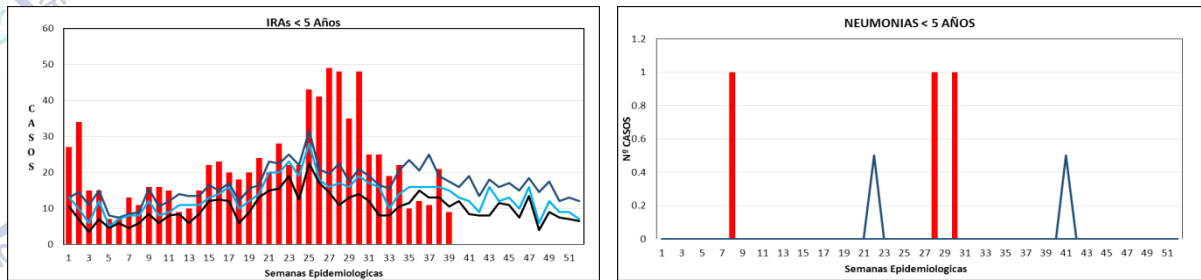 IRAs < 5 Años
60
50
40
30
20
10
0
CASOS
1 3 5 7 9 11 13 15 17 19 21 23 25 27 29 31 33 35 37 39 41 43 45 47 49 51
Semanas Epidemiologicas
NEUMONIAS < 5 AÑOS
1.2
1
0.8
0.6
0.4
0.2
0
Nº CASOS
1 3 5 7 9 11 13 15 17 19 21 23 25 27 29 31 33 35 37 39 41 43 45 47 49 51
Semanas Epidemiologicas